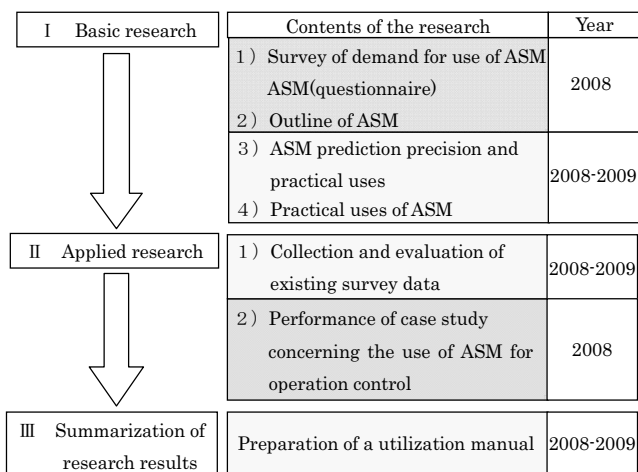 Ⅰ Basic research
Contents of the research
Year
1）Survey of demand for use of ASM
ASM(questionnaire)
2）Outline of ASM
2008
3）ASM prediction precision and
practical uses
4）Practical uses of ASM
2008-2009
Ⅱ Applied research
1）Collection and evaluation of
existing survey data
2008-2009
2）Performance of case study
concerning the use of ASM for
operation control
2008
Ⅲ Summarization of
research results
Preparation of a utilization manual
2008-2009